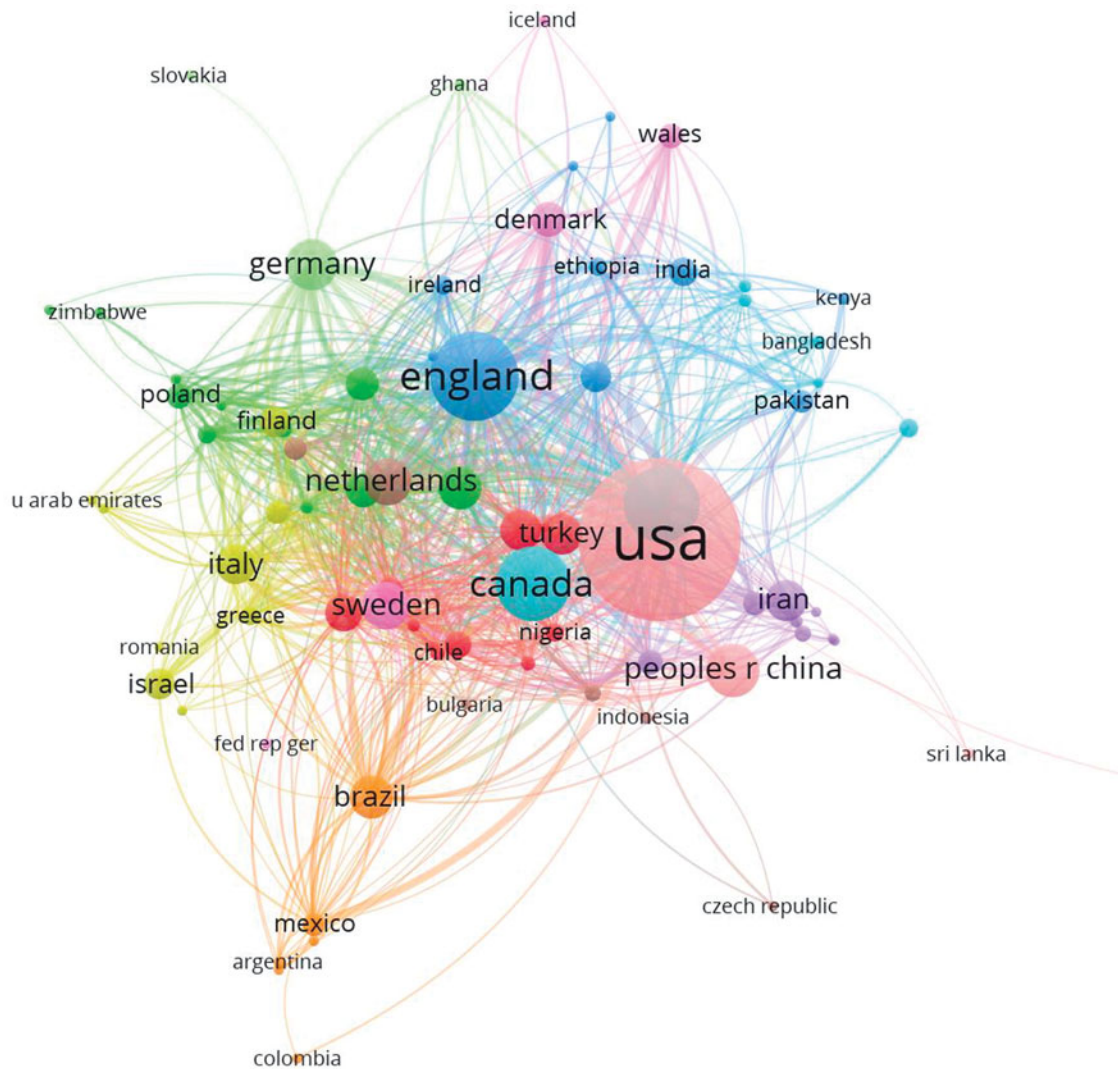 iceland
slovakia
ghana
wales
denmark
germany
ethiopia
india
ireland
kenya
zimbabwe
bangladesh
england
poland
pakistan
finland
netherlands
u arab emirates
turkey
usa
italy
canada
iran
sweden
greece
nigeria
romania
chile
peoples r china
israel
bulgaria
indonesia
fed rep ger
sri lanka
brazil
czech republic
mexico
argentina
colombia